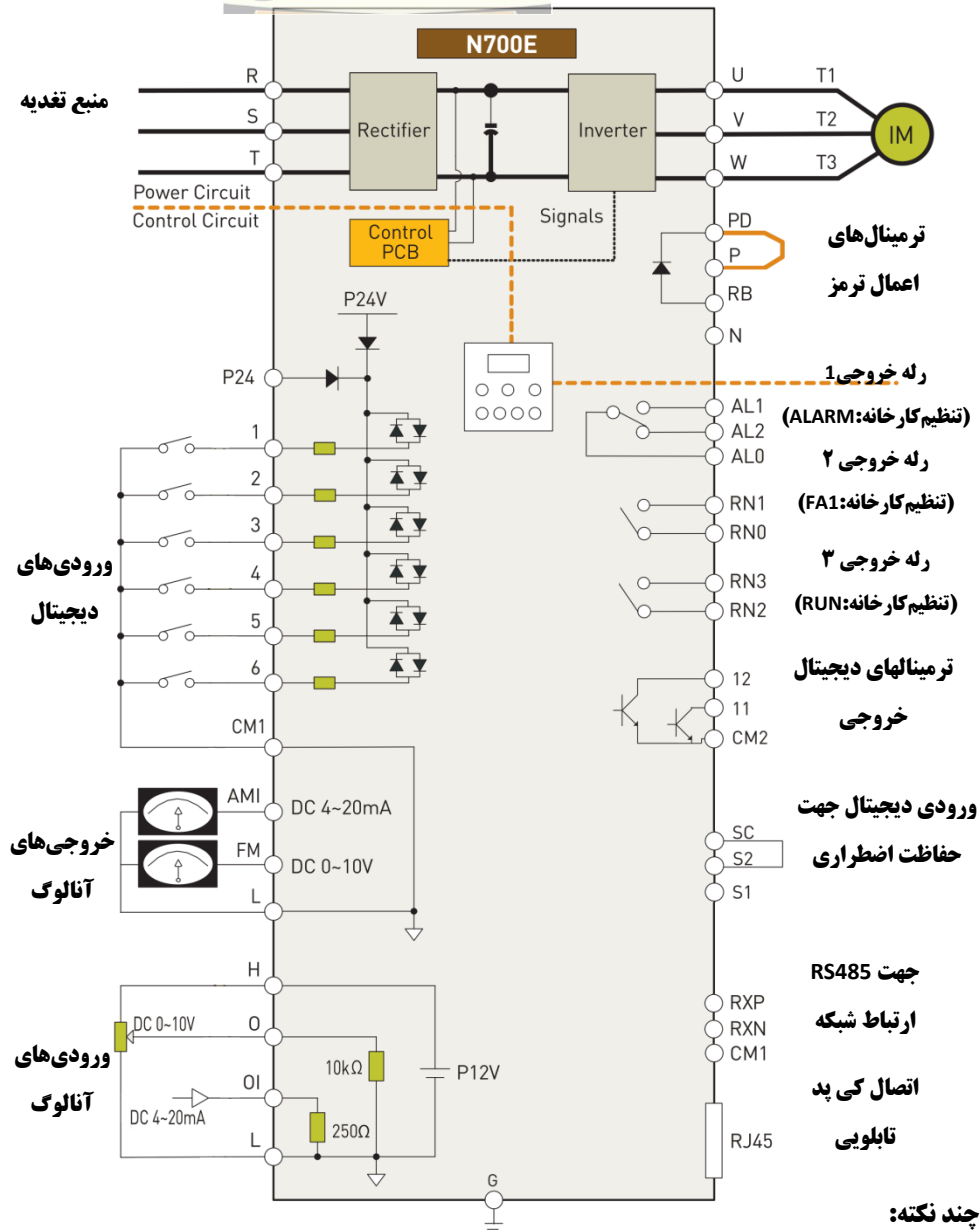 N700E
R
S
T
منبع تغذیه
Rectifier
Inverter
U
V
W
T1
T2
T3
IM
Power Circuit
Control Circuit
Control
PCB
Signals
PD
P
RB
N
ترمینال‌های
اعمال ترمز
P24V
P24
1
2
3
4
5
6
CM1
ورودی‌های
دیجیتال
رله خروجی1
(تنظیم‌کارخانه:ALARM)
AL1
AL2
AL0
رله خروجی ۲
(تنظیم‌کارخانه:FA1)
RN1
RN0
رله خروجی ۳
(تنظیم‌کارخانه:RUN)
RN3
RN2
ترمینالهای دیجیتال
خروجی
12
11
CM2
AMI
DC 4~20mA
FM
DC 0~10V
L
خروجی‌های
آنالوگ
ورودی دیجیتال جهت
حفاظت اضطراری
SC
S2
S1
H
DC 0~10V
O
OI
DC 4~20mA
L
10kΩ
250Ω
P12V
ورودی‌های
آنالوگ
جهت RS485
ارتباط شبکه
RXP
RXN
CM1
اتصال کی پد
تابلویی
RJ45
G
چند نکته: